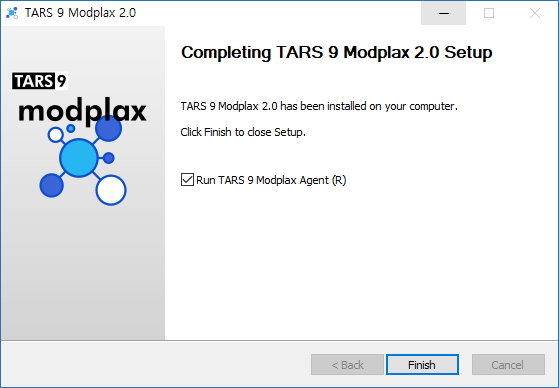 TARS 9 Modplax 2.0
TARS 9
modplax
Completing TARS 9 Modplax 2.0 Setup
TARS 9 Modplax 2.0 has been installed on your computer.
Click Finish to close Setup.
Run TARS 9 Modplax Agent (R)
< Back
Finish
Cancel